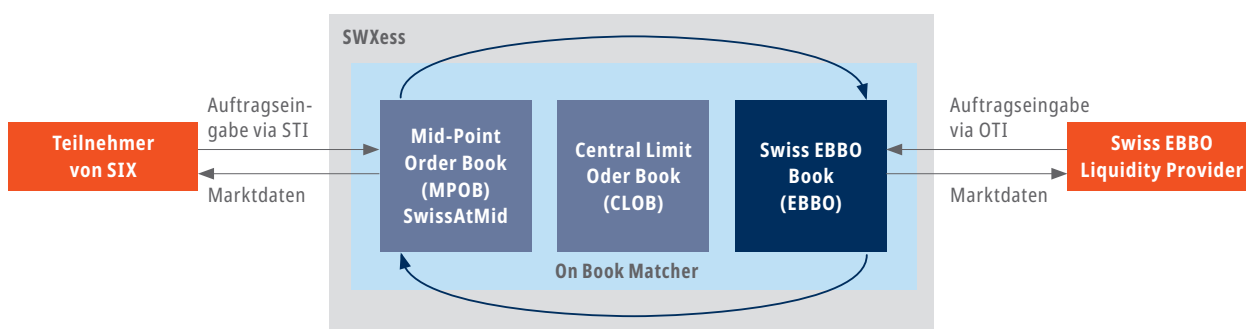 SWXess
Teilnehmer
von SIX
Auftragsein-
gabe via STI
Marktdaten
Mid-Point
Order Book
(MPOB)
SwissAtMid
Central Limit
Oder Book
(CLOB)
Swiss EBBO
Book
(EBBO)
On Book Matcher
Auftragseingabe
via OTI
Marktdaten
Swiss EBBO
Liquidity Provider